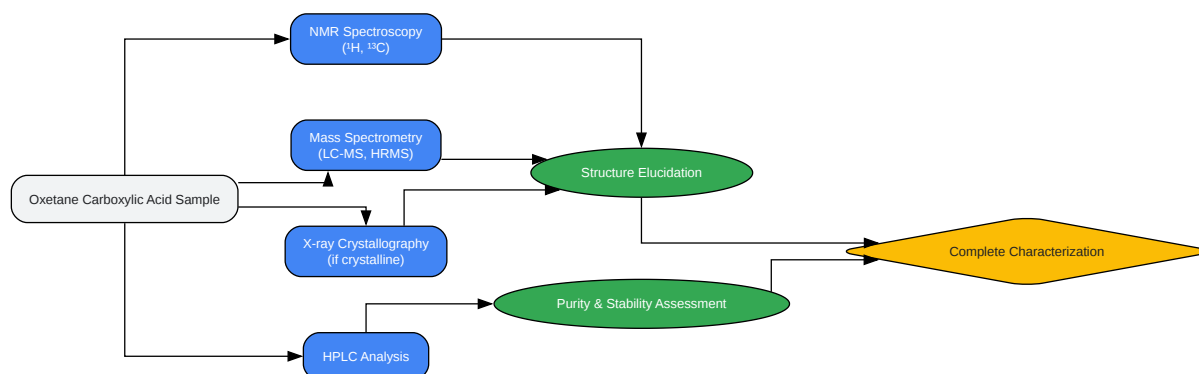 NMR Spectroscopy
(¹H, ¹³C)
Mass Spectrometry
(LC-MS, HRMS)
Structure Elucidation
Oxetane Carboxylic Acid Sample
X-ray Crystallography
(if crystalline)
Complete Characterization
Purity & Stability Assessment
HPLC Analysis